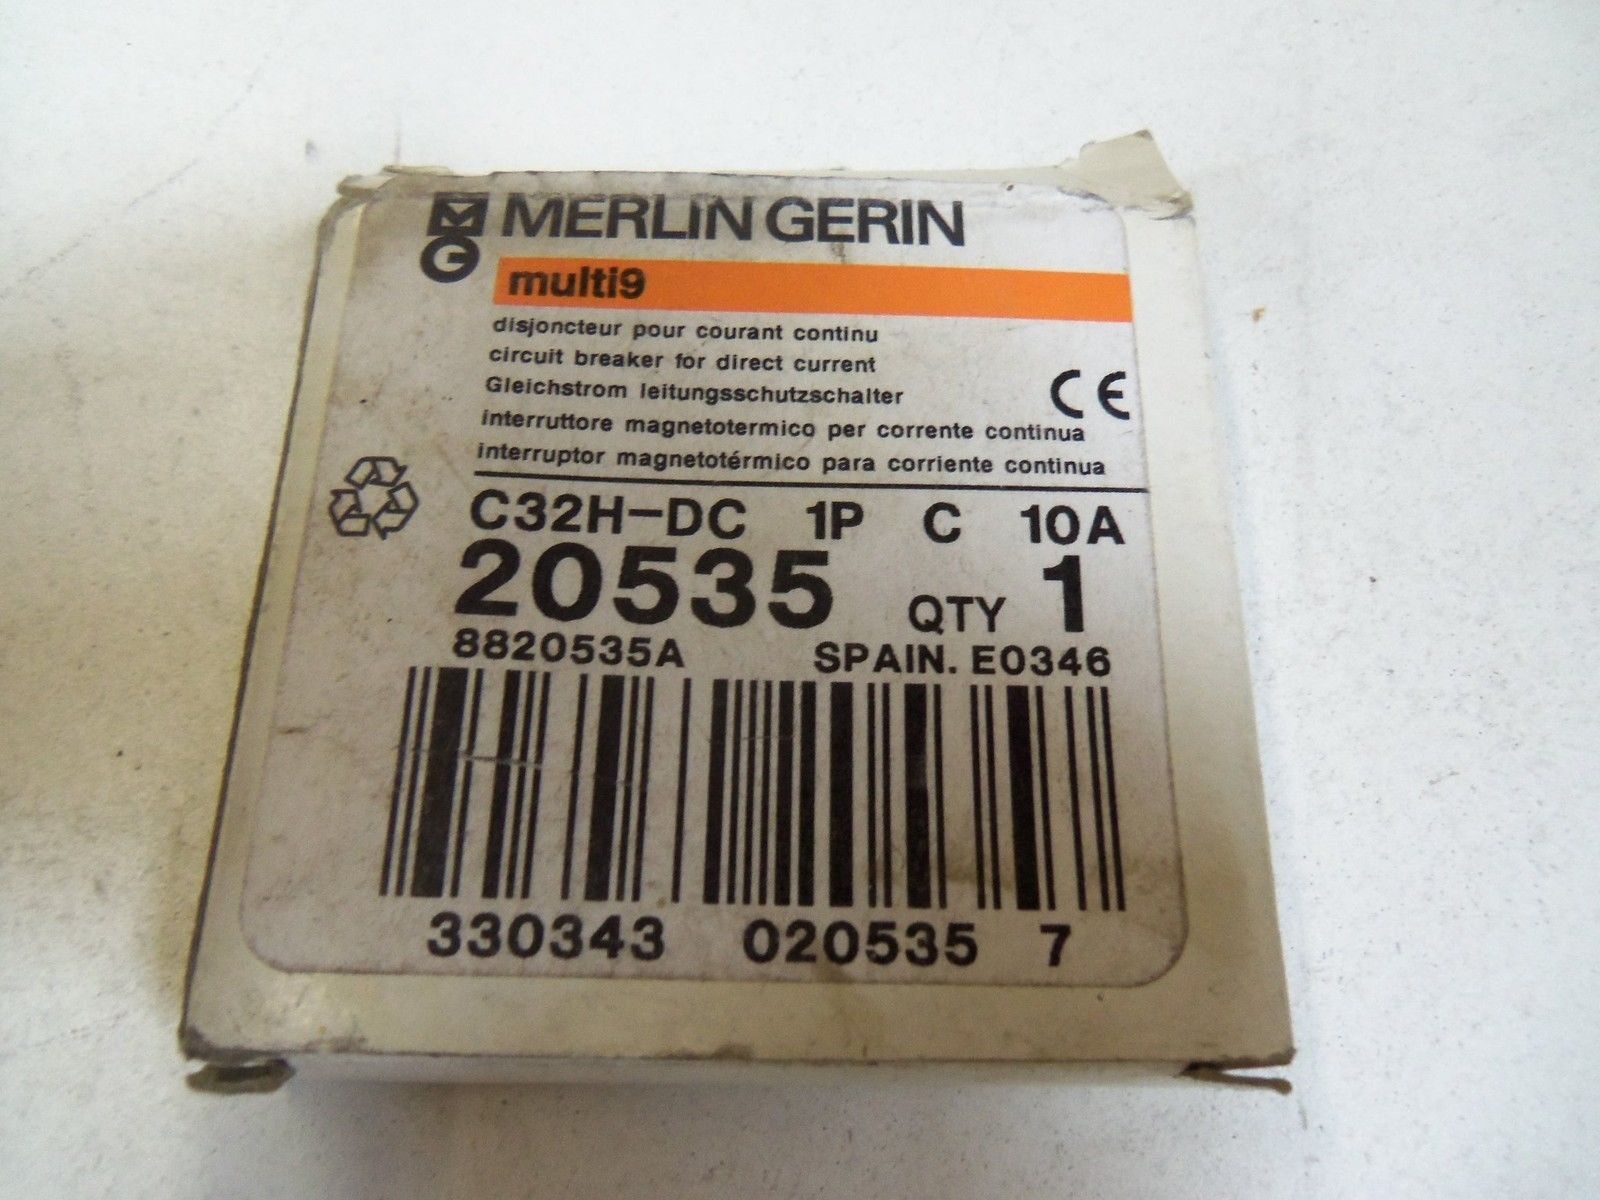 MG MERLIN GERIN
multi9
disjoncteur pour courant continu
circuit breaker for direct current
Gleichstrom leitungsschutzschalter
CE
interruttore magnetotermico per corrente continua
interruptor magnetotérmico para corriente continua
C32H-DC 1P C 10A
20535 QTY 1
8820535A SPAIN. E0346
330343 020535 7